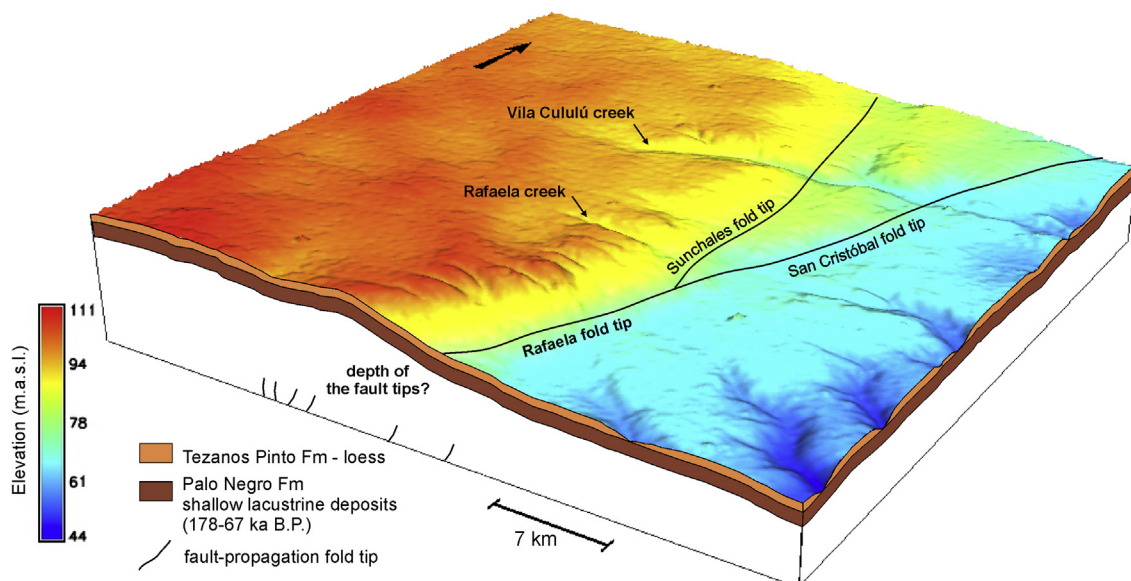 Vila Cululú creek
Rafaela creek
Sunchales fold tip
San Cristóbal fold tip
Rafaela fold tip
depth of
the fault tips?
Elevation (m.a.s.l.)
111
94
78
61
44
Tezanos Pinto Fm - loess
Palo Negro Fm
shallow lacustrine deposits
(178-67 ka B.P.)
fault-propagation fold tip
7 km